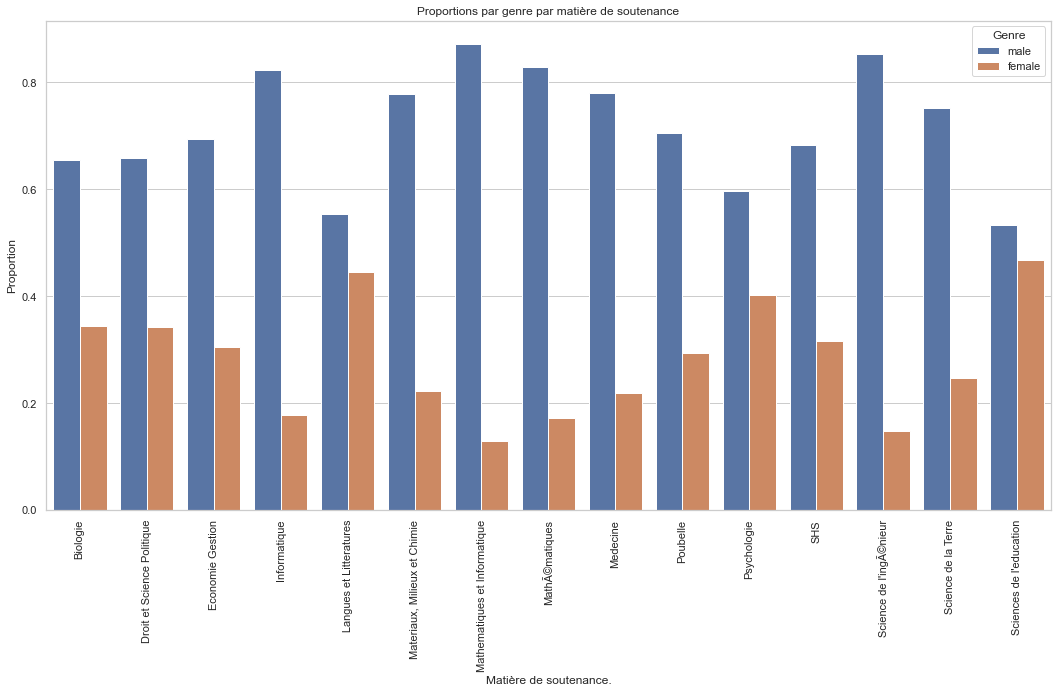 Proportions par genre par matière de soutenance
Genre
male
female
Proportion
0.8
0.6
0.4
0.2
0.0
Biologie
Droit et Science Politique
Economie Gestion
Informatique
Langues et Litteratures
Materiaux, Milieux et Chimie
Mathematiques et Informatique
MathÃ©matiques
Medecine
Poubelle
Psychologie
SHS
Science de l'ingÃ©nieur
Science de la Terre
Sciences de l'education
Matière de soutenance.